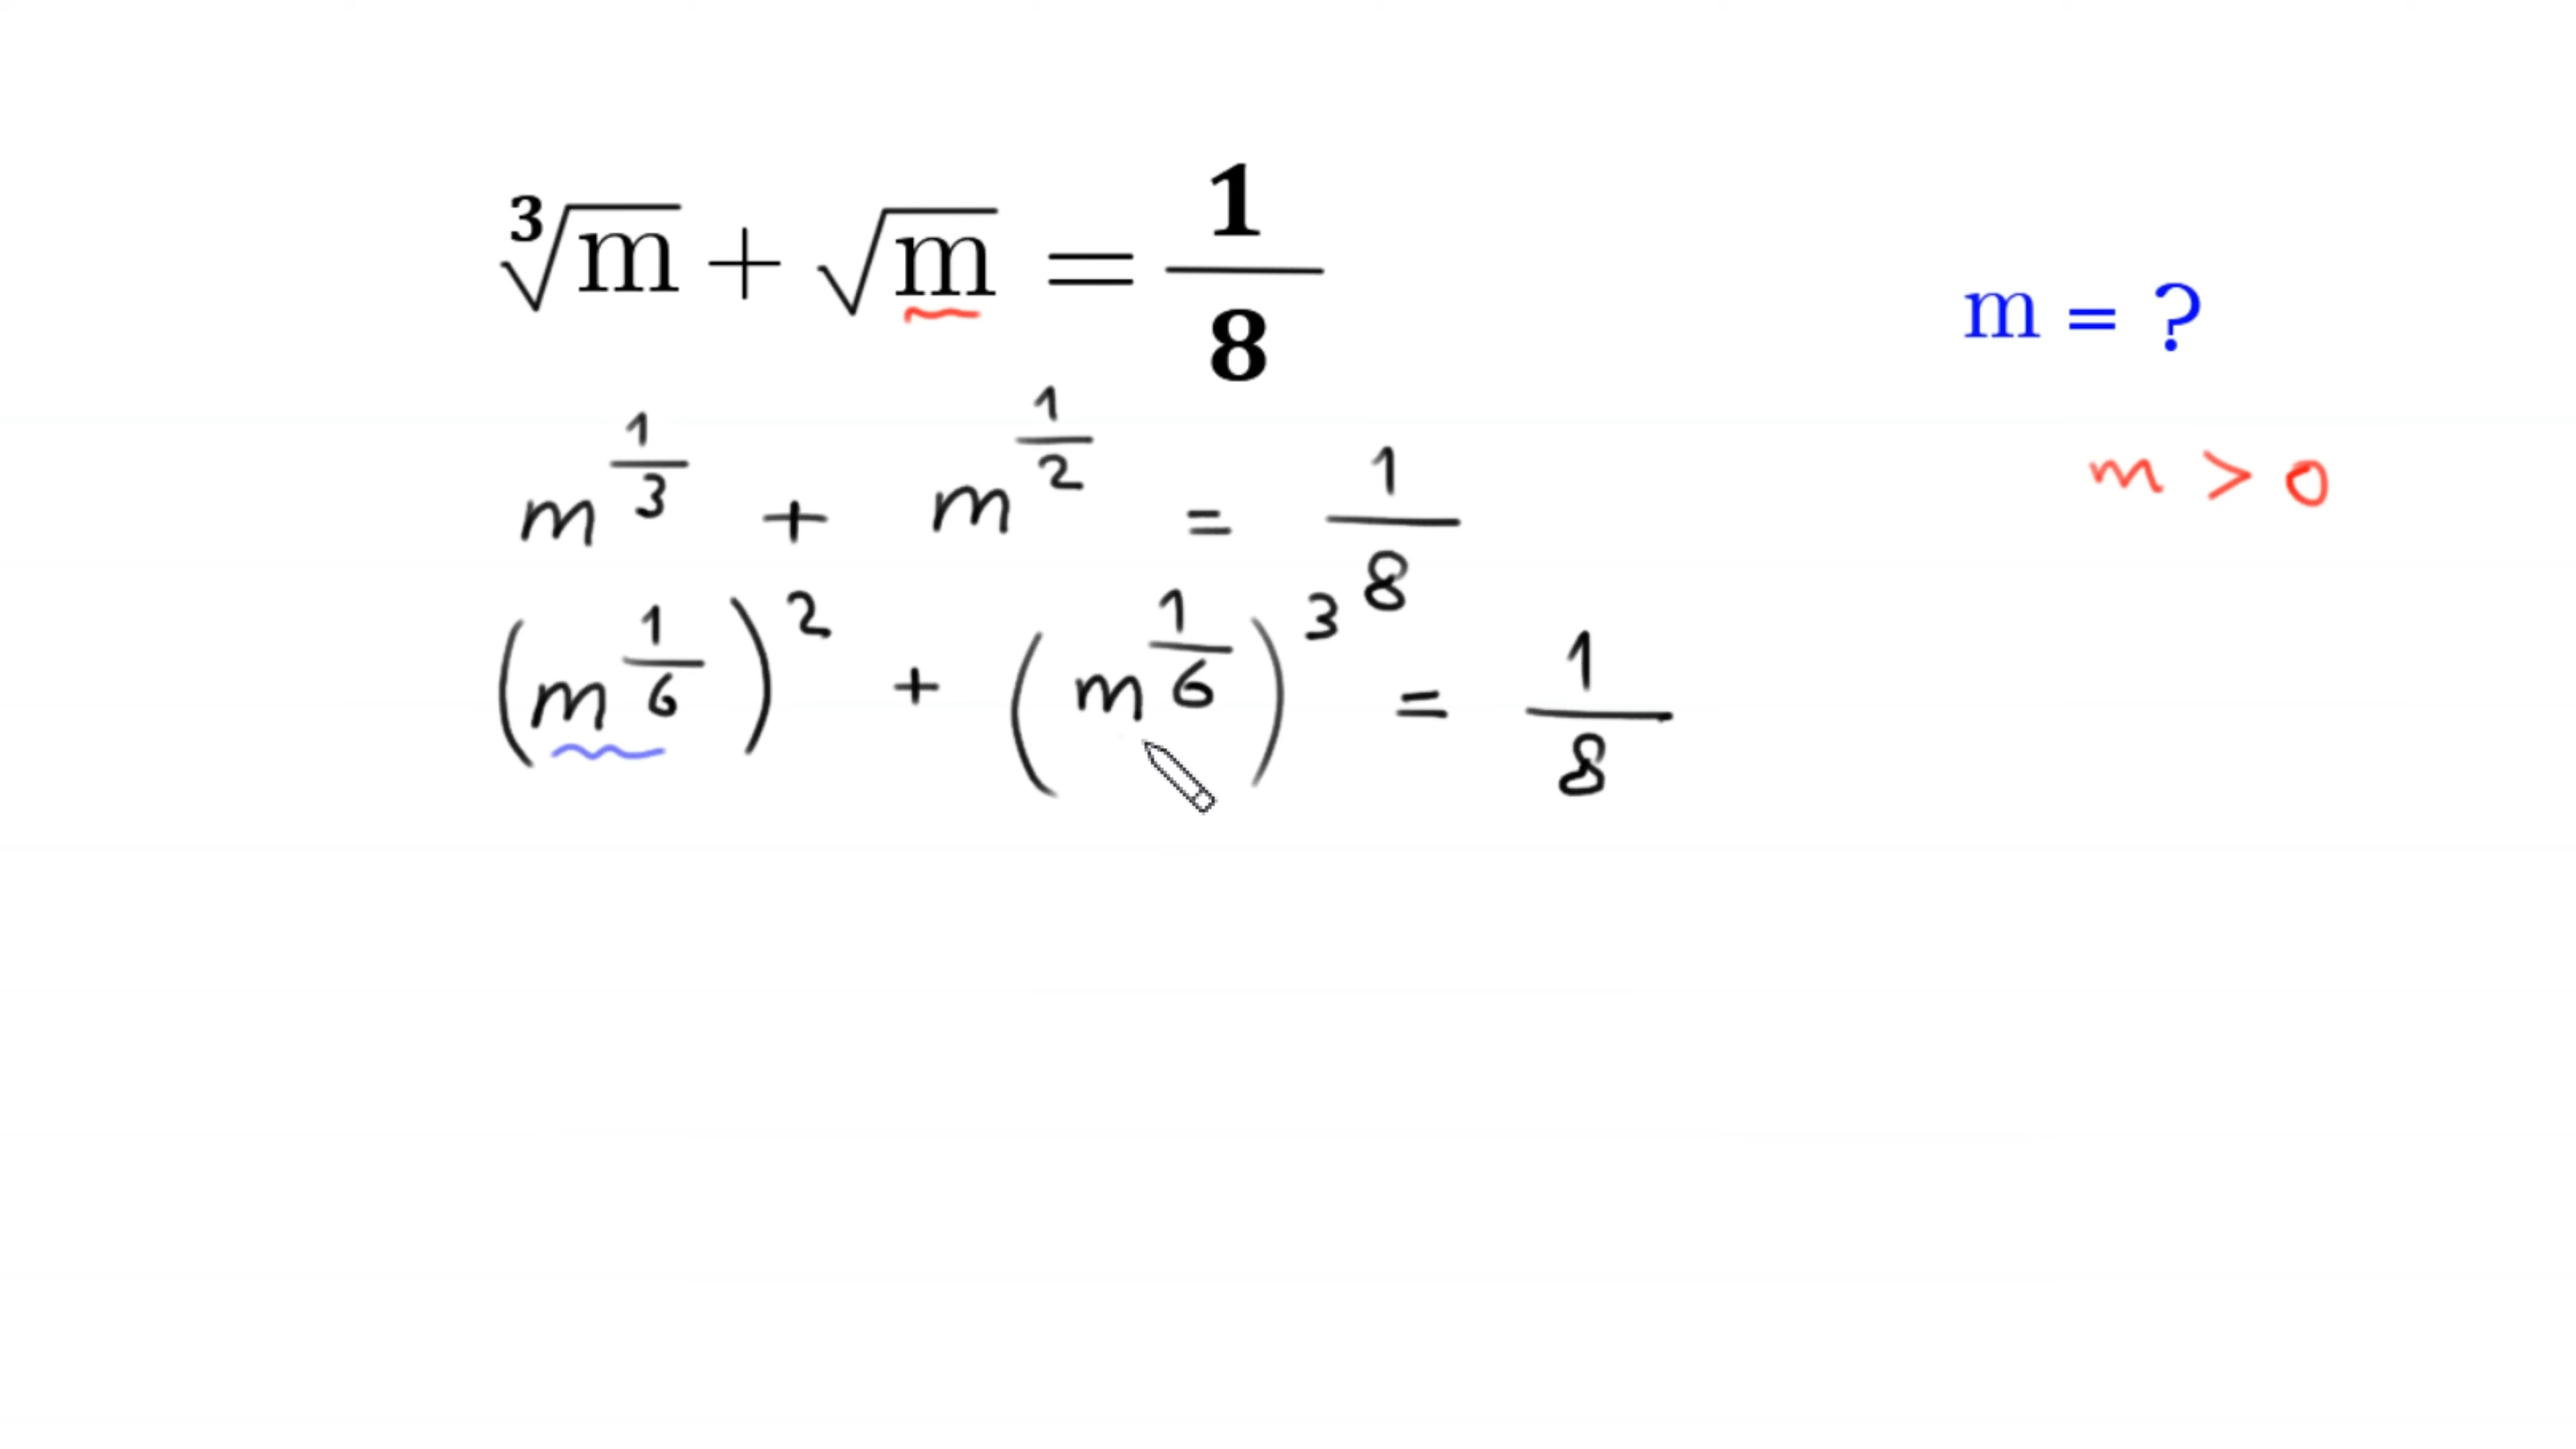 ∛m + √m = 1/8
m = ?
m^(1/3) + m^(1/2) = 1/8
m > 0
(m^(1/6))^2 + (m^(1/6))^3 = 1/8